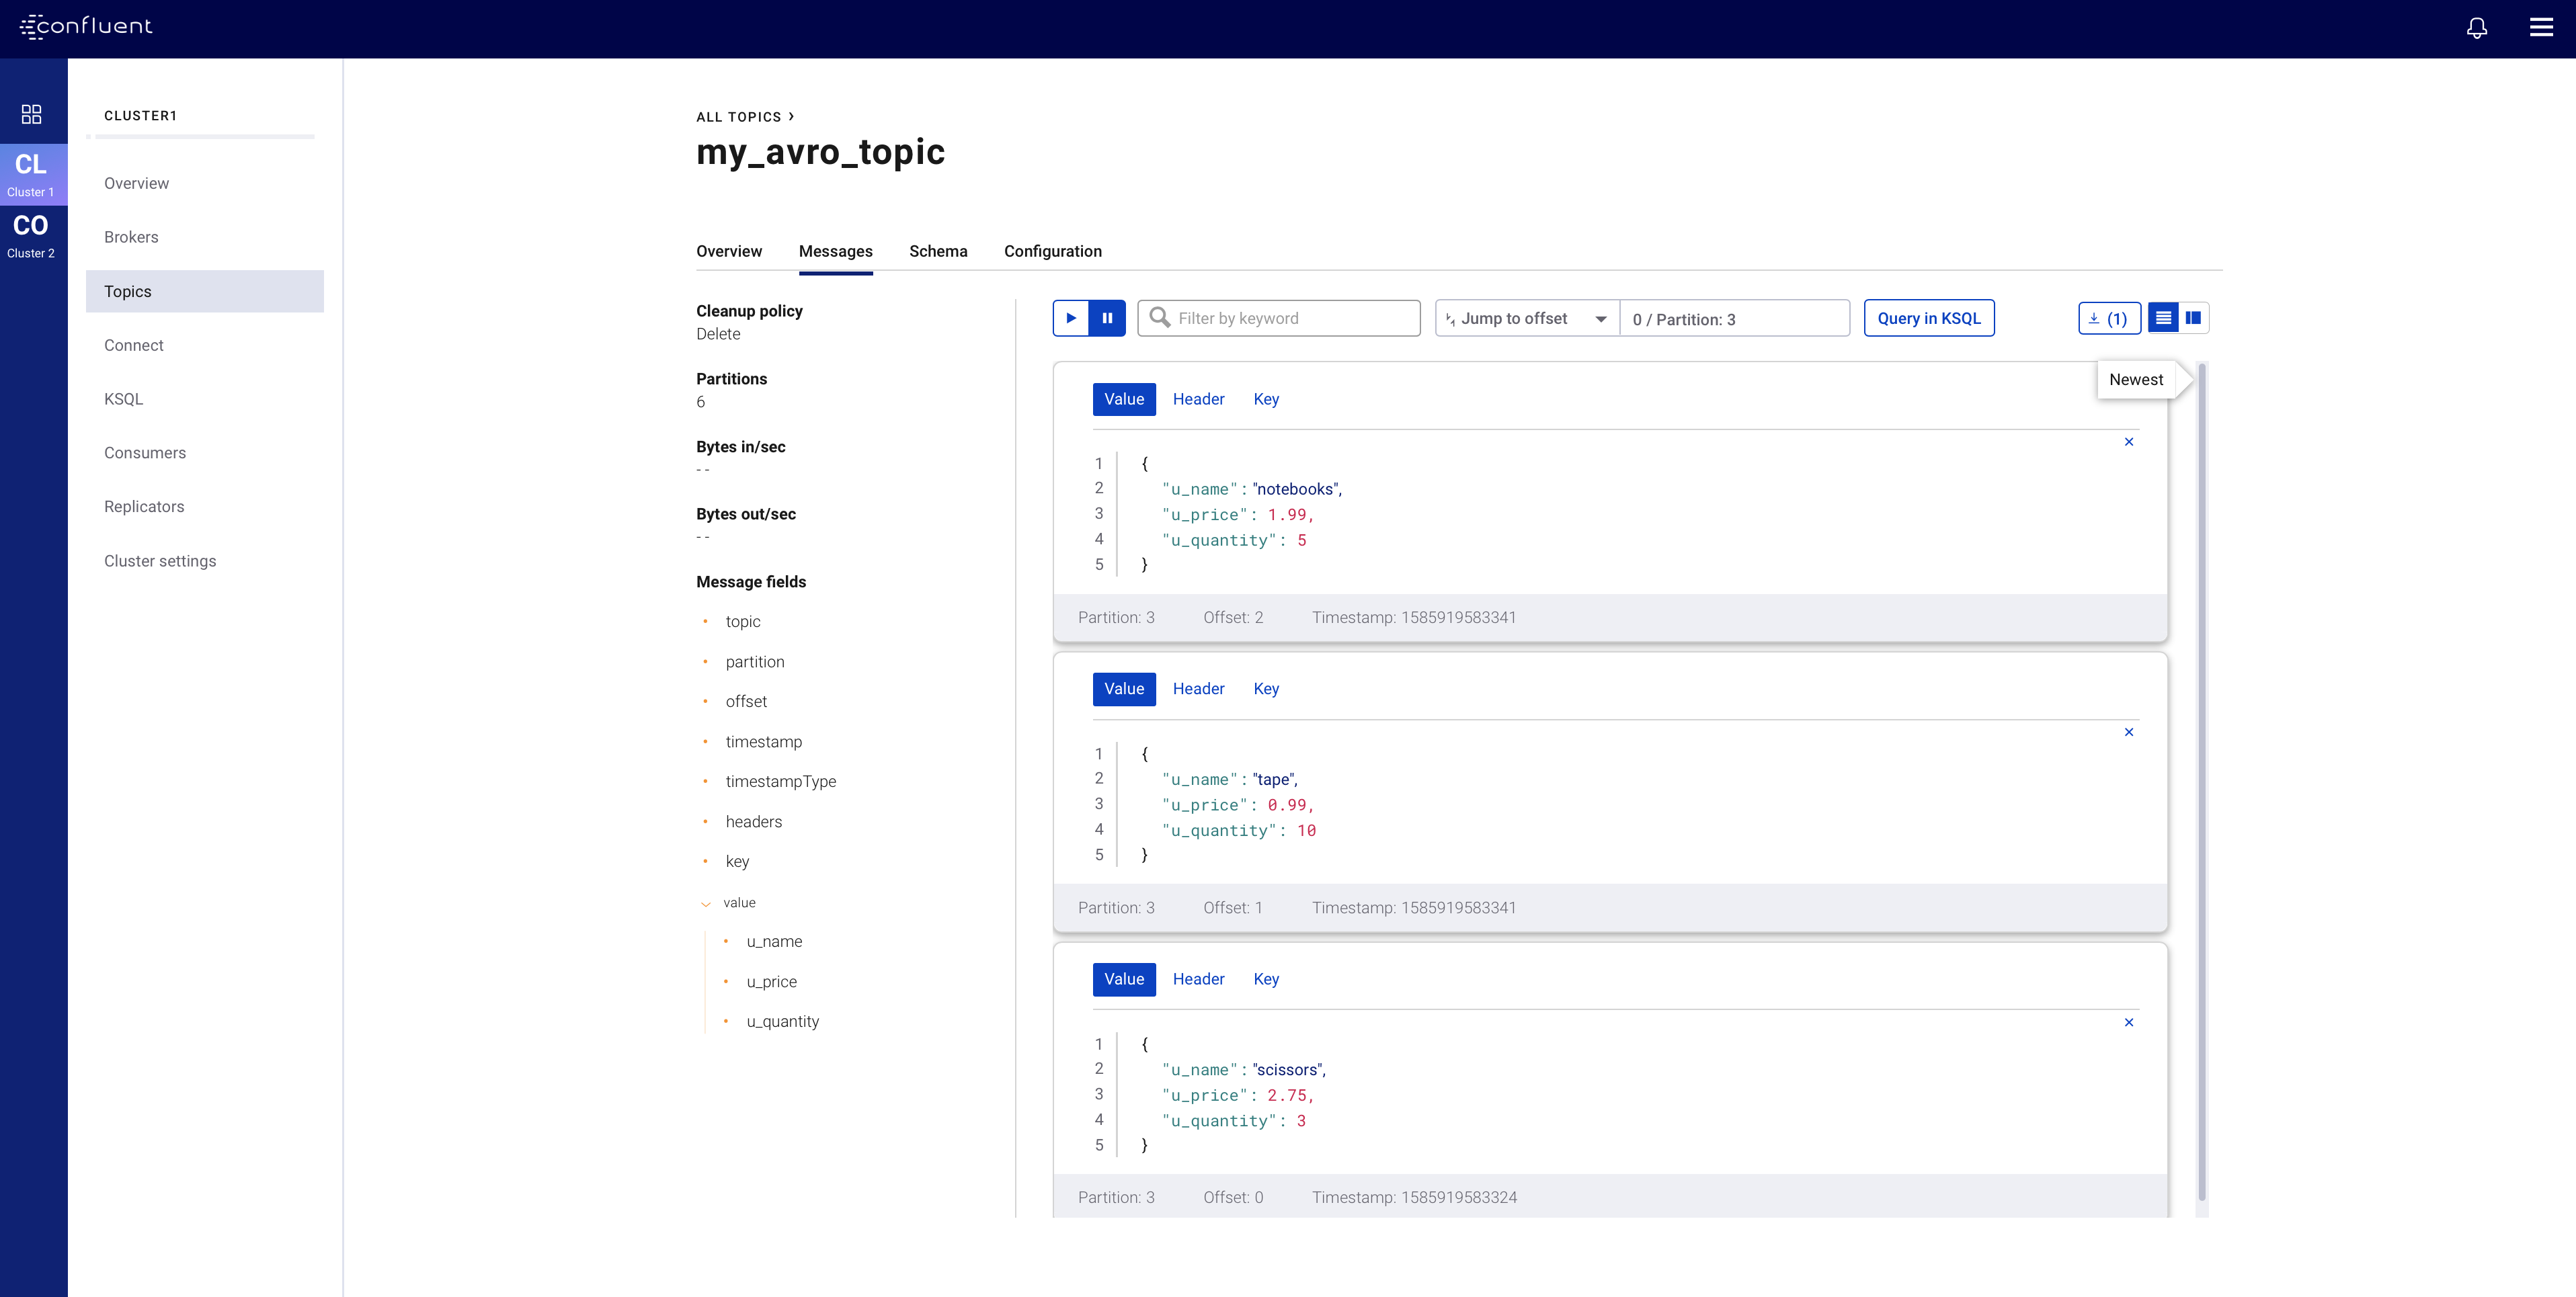 confluent
CL
Cluster 1
CO
Cluster 2
CLUSTER1
Overview
Brokers
Topics
Connect
KSQL
Consumers
Replicators
Cluster settings
ALL TOPICS ›
my_avro_topic
Overview Messages Schema Configuration
Cleanup policy
Delete
Partitions
6
Bytes in/sec
- -
Bytes out/sec
- -
Message fields
topic
partition
offset
timestamp
timestampType
headers
key
value
u_name
u_price
u_quantity
Filter by keyword Jump to offset 0 / Partition: 3 Query in KSQL (1)
Newest
Value Header Key
×
1 {
2 "u_name": "notebooks",
3 "u_price": 1.99,
4 "u_quantity": 5
5 }
Partition: 3 Offset: 2 Timestamp: 1585919583341
Value Header Key
×
1 {
2 "u_name": "tape",
3 "u_price": 0.99,
4 "u_quantity": 10
5 }
Partition: 3 Offset: 1 Timestamp: 1585919583341
Value Header Key
×
1 {
2 "u_name": "scissors",
3 "u_price": 2.75,
4 "u_quantity": 3
5 }
Partition: 3 Offset: 0 Timestamp: 1585919583324